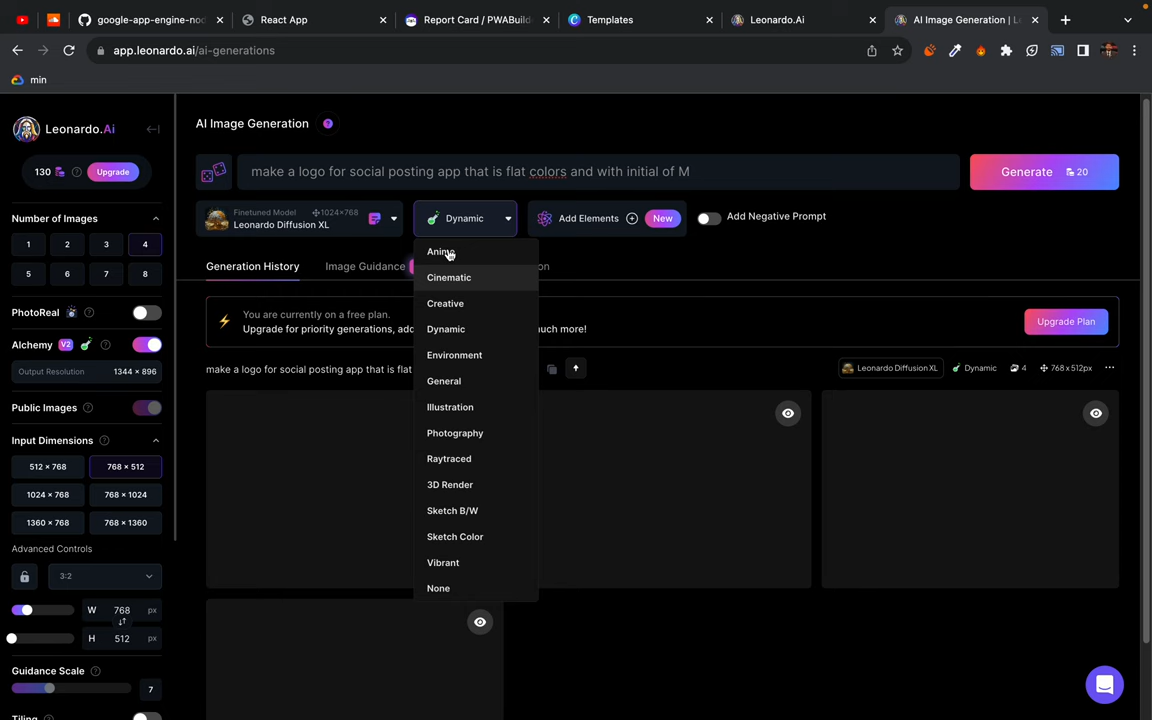 google-app-engine-nod
React App
Report Card / PWABuild
Templates
Leonardo.Ai
AI Image Generation | L
app.leonardo.ai/ai-generations
min
Leonardo.Ai
AI Image Generation
130
Upgrade
make a logo for social posting app that is flat colors and with initial of M
Generate
20
Number of Images
Finetuned Model
1024×768
Leonardo Diffusion XL
Dynamic
Add Elements
New
Add Negative Prompt
1
2
3
4
5
6
7
8
Anime
Cinematic
Creative
Dynamic
Environment
General
Illustration
Photography
Raytraced
3D Render
Sketch B/W
Sketch Color
Vibrant
None
Generation History
Image Guidance
on
PhotoReal
You are currently on a free plan.
Upgrade for priority generations, add
uch more!
Upgrade Plan
Alchemy
V2
Output Resolution
1344 × 896
make a logo for social posting app that is flat
Leonardo Diffusion XL
Dynamic
4
768 x 512px
Public Images
Input Dimensions
512 × 768
768 × 512
1024 × 768
768 × 1024
1360 × 768
768 × 1360
Advanced Controls
3:2
W
768
px
H
512
px
Guidance Scale
7
Tiling